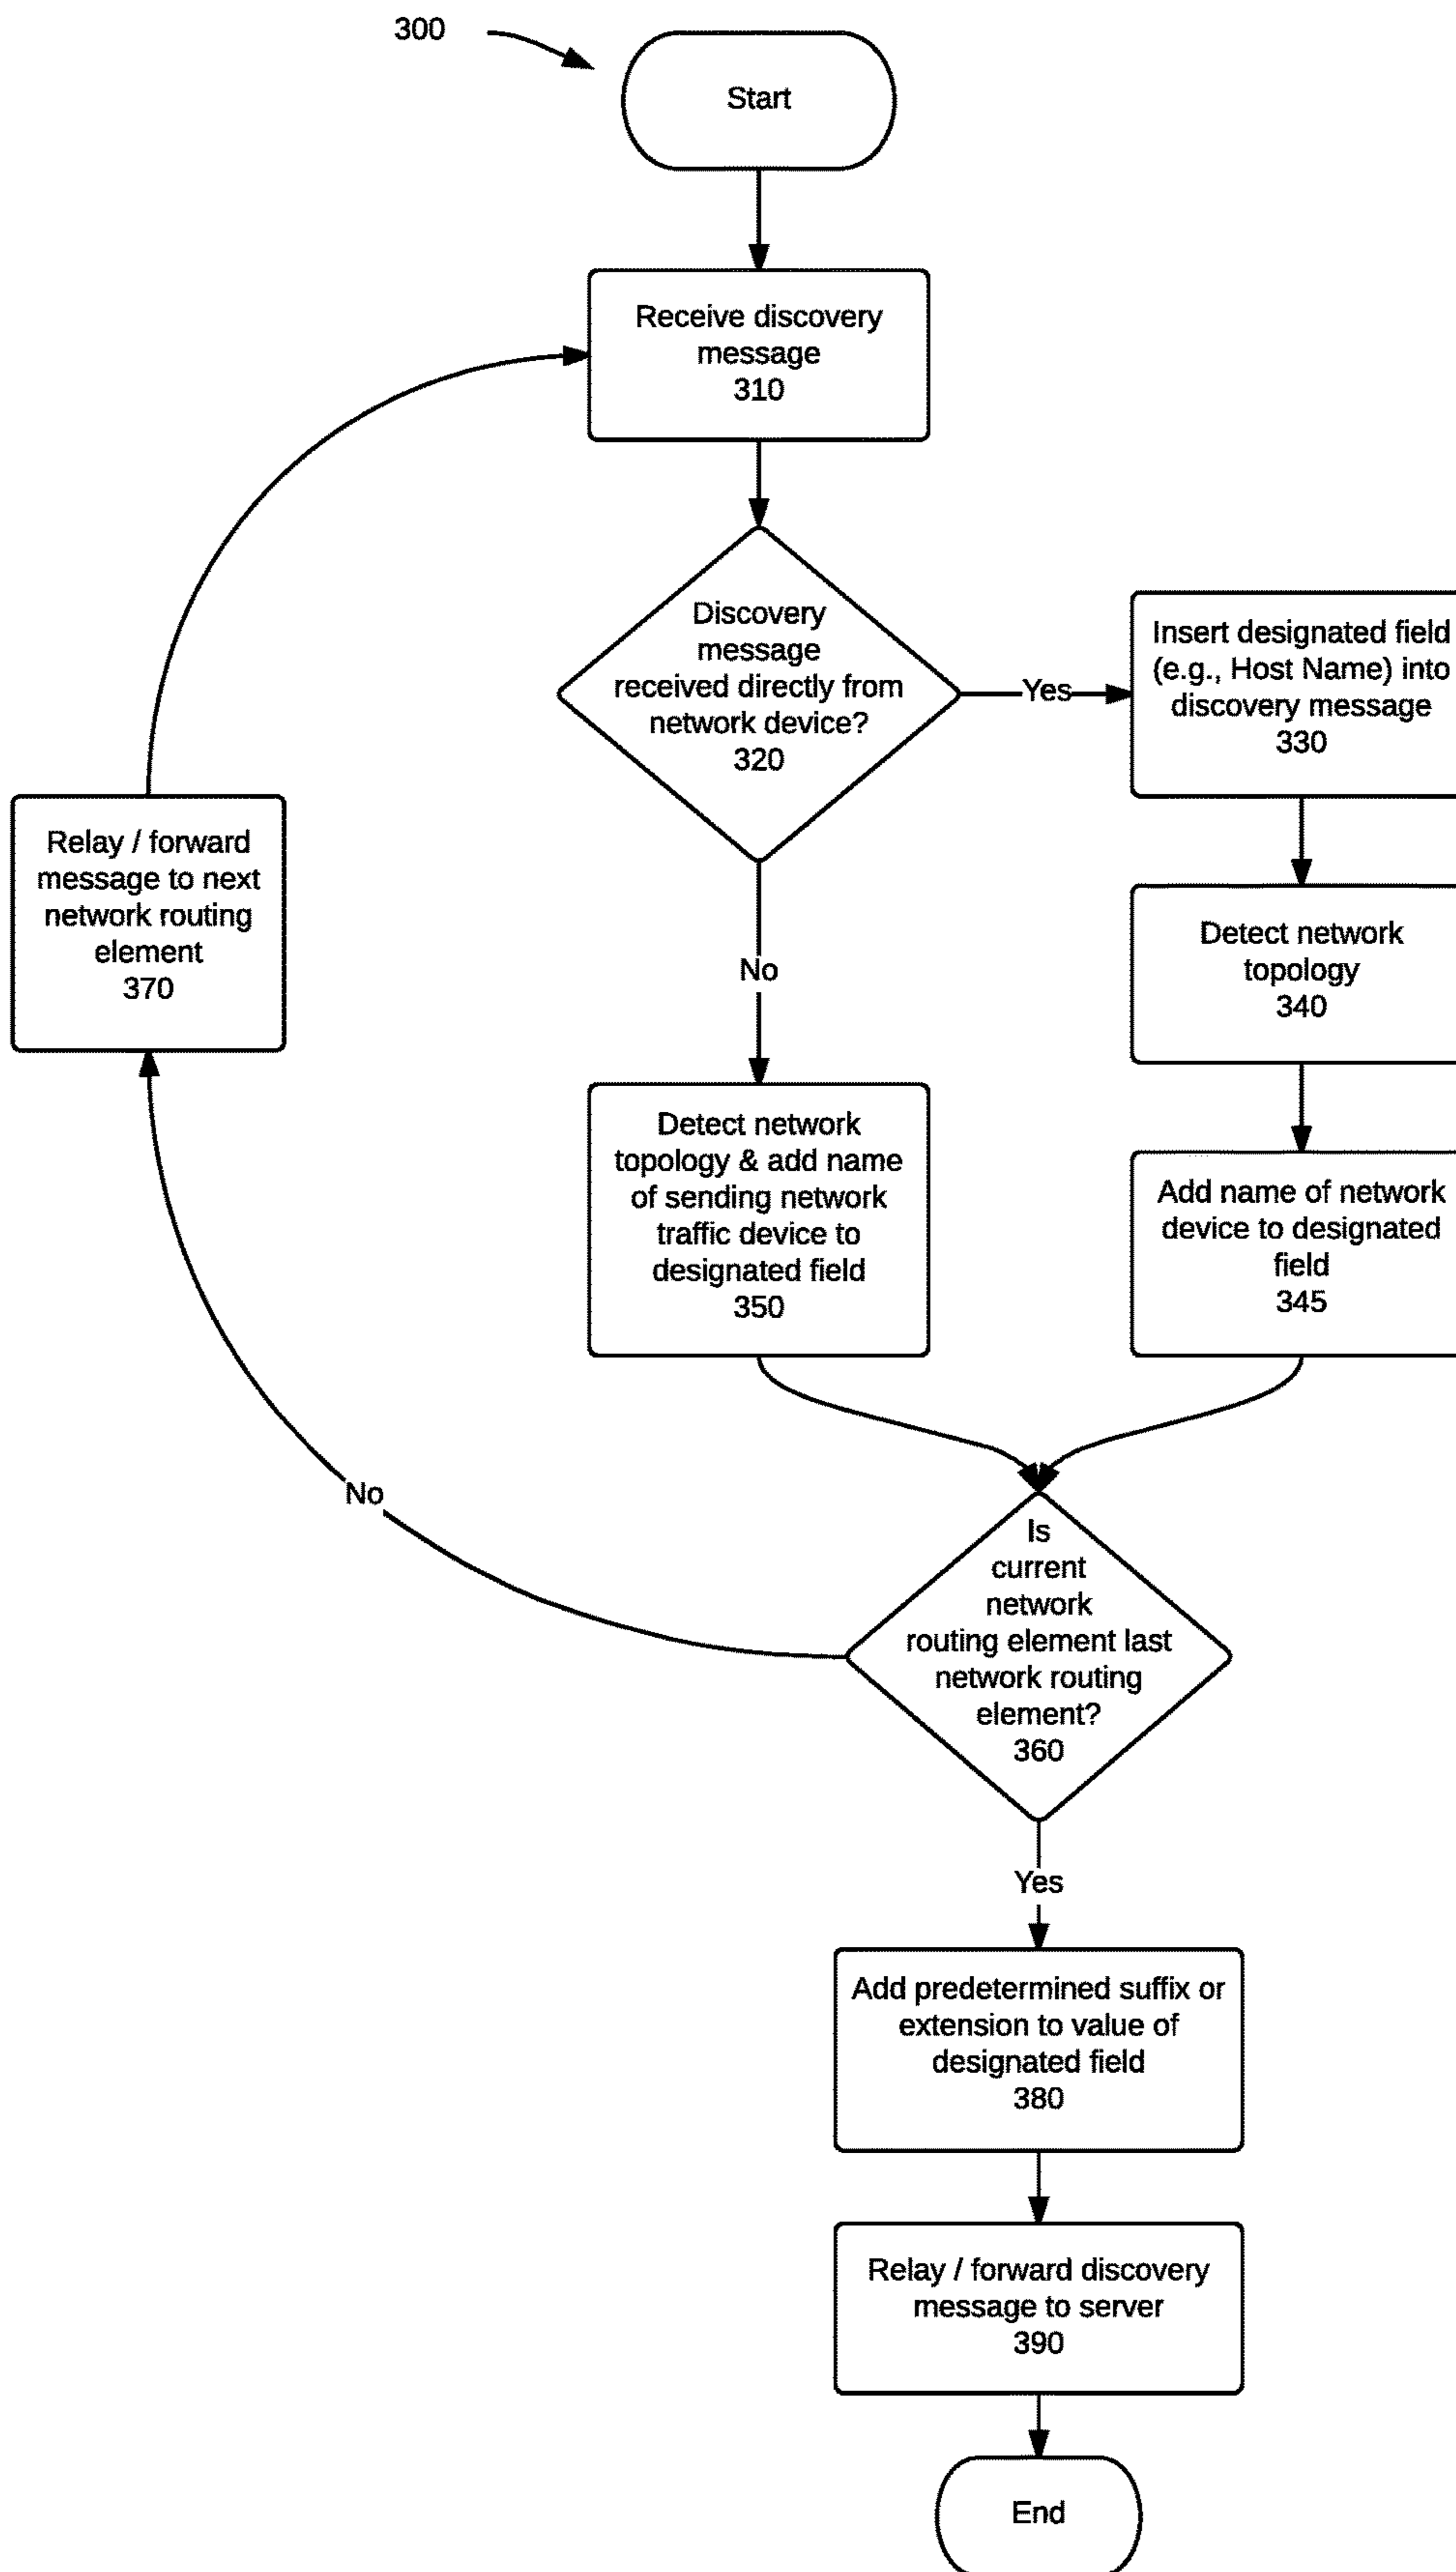 300
Start
Receive discovery
message
310
Discovery
message
received directly from
network device?
320
Yes
Insert designated field
(e.g., Host Name) into
discovery message
330
Relay / forward
message to next
network routing
element
370
No
Detect network
topology
340
Detect network
topology & add name
of sending network
traffic device to
designated field
350
Add name of network
device to designated
field
345
No
Is
current
network
routing element last
network routing
element?
360
Yes
Add predetermined suffix or
extension to value of
designated field
380
Relay / forward discovery
message to server
390
End